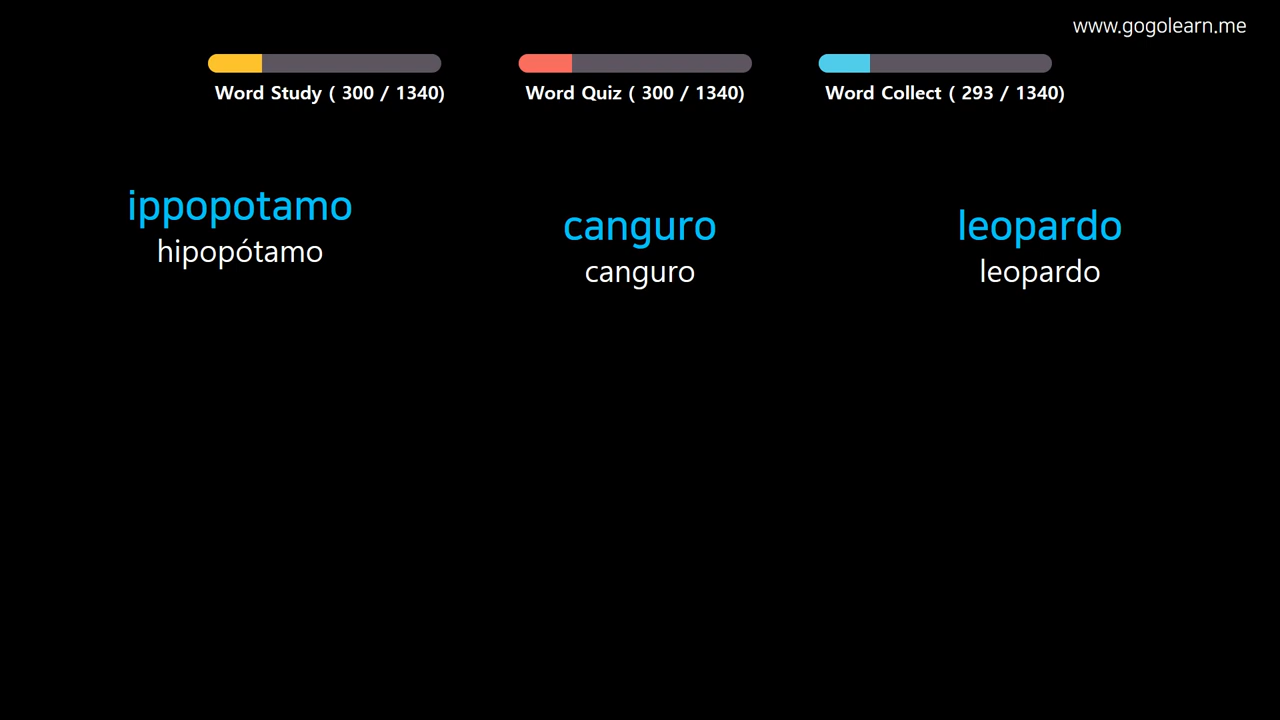 www.gogolearn.me
Word Study ( 300 / 1340)
Word Quiz ( 300 / 1340)
Word Collect ( 293 / 1340)
ippopotamo
hipopótamo
canguro
canguro
leopardo
leopardo